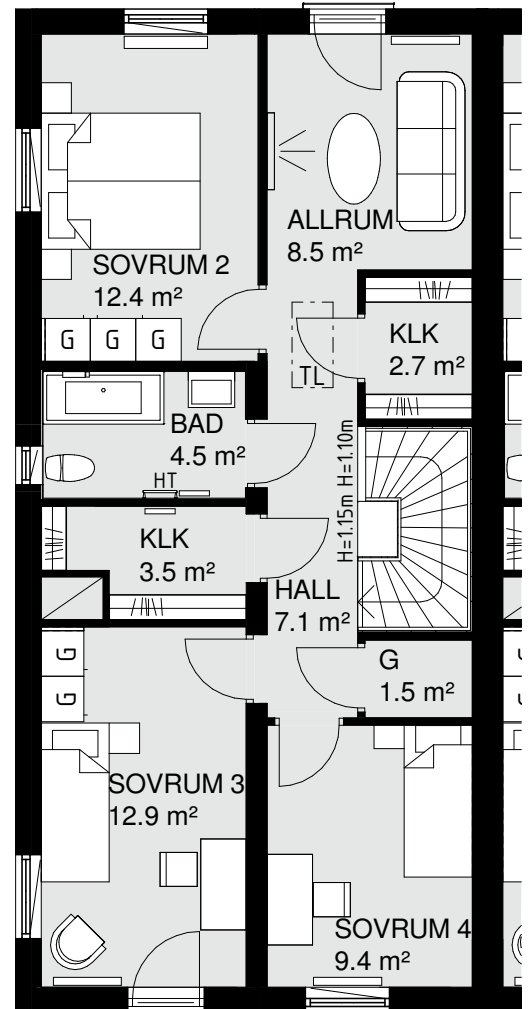 ALLRUM
8.5 m²
SOVRUM 2
12.4 m²
G G G
KLK
2.7 m²
TL
BAD
4.5 m²
HT
H=1.15m H=1.10m
KLK
3.5 m²
HALL
7.1 m²
G
G
G
1.5 m²
SOVRUM 3
12.9 m²
SOVRUM 4
9.4 m²